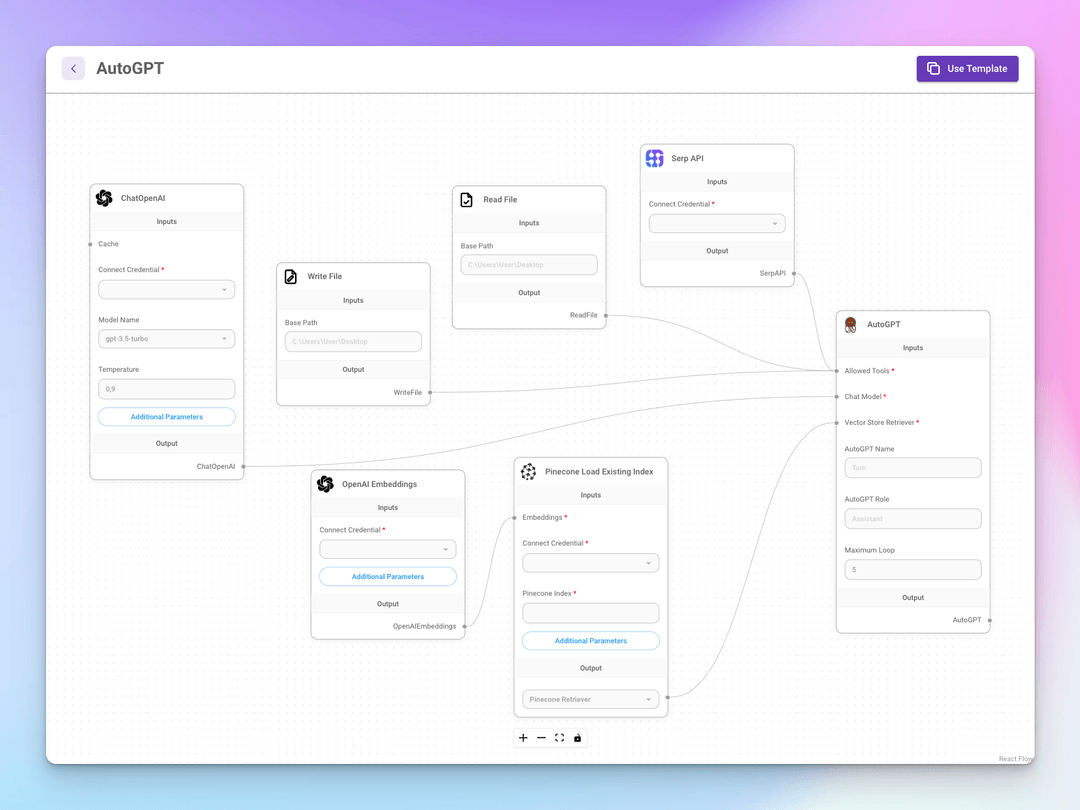 AutoGPT
Use Template
ChatOpenAI
Inputs
Cache
Connect Credential *
Model Name
gpt-3.5-turbo
Temperature
0,9
Additional Parameters
Output
ChatOpenAI
Write File
Inputs
Base Path
C:\Users\User\Desktop
Output
WriteFile
Read File
Inputs
Base Path
C:\Users\User\Desktop
Output
ReadFile
Serp API
Inputs
Connect Credential *
Output
SerpAPI
OpenAI Embeddings
Inputs
Connect Credential *
Additional Parameters
Output
OpenAIEmbeddings
Pinecone Load Existing Index
Inputs
Embeddings *
Connect Credential *
Pinecone Index *
Additional Parameters
Output
Pinecone Retriever
AutoGPT
Inputs
Allowed Tools *
Chat Model *
Vector Store Retriever *
AutoGPT Name
Tom
AutoGPT Role
Assistant
Maximum Loop
5
Output
AutoGPT
React Flow